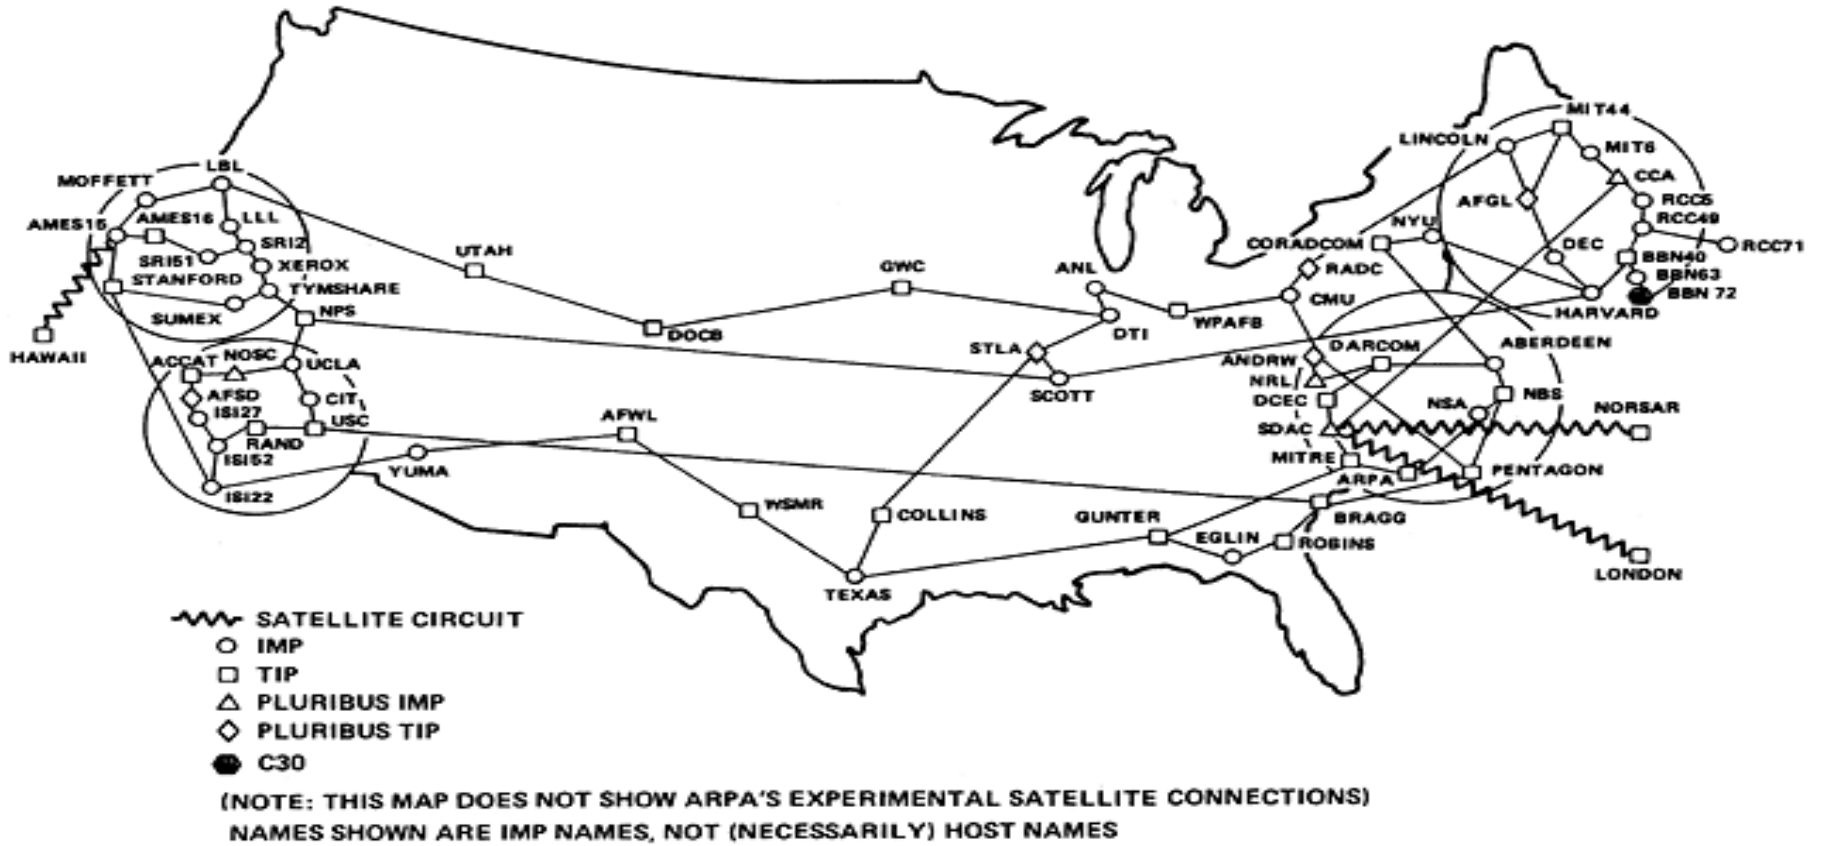 MIT44
LINCOLN
MIT6
LBL
CCA
MOFFETT
AFGL
RCC5
RCC49
AMES15
AMES16
LLL
NYU
SRI2
CORADCOM
DEC
RCC71
UTAH
SRI51
XEROX
GWC
ANL
RADC
BBN40
STANFORD
BBN63
TYMSHARE
CMU
BBN 72
SUMEX
NPS
WPAFB
HARVARD
DOCB
DTI
HAWAII
STLA
DARCOM
ABERDEEN
ACCAT
NOSC
UCLA
ANDRW
NRL
AFSD
CIT
SCOTT
DCEC
NBS
ISI27
AFWL
NSA
NORSAR
USC
SDAC
RAND
ISI52
YUMA
MITRE
PENTAGON
ARPA
ISI22
WSMR
COLLINS
GUNTER
BRAGG
EGLIN
ROBINS
LONDON
TEXAS
SATELLITE CIRCUIT
IMP
TIP
PLURIBUS IMP
PLURIBUS TIP
C30
(NOTE: THIS MAP DOES NOT SHOW ARPA'S EXPERIMENTAL SATELLITE CONNECTIONS)
NAMES SHOWN ARE IMP NAMES, NOT (NECESSARILY) HOST NAMES